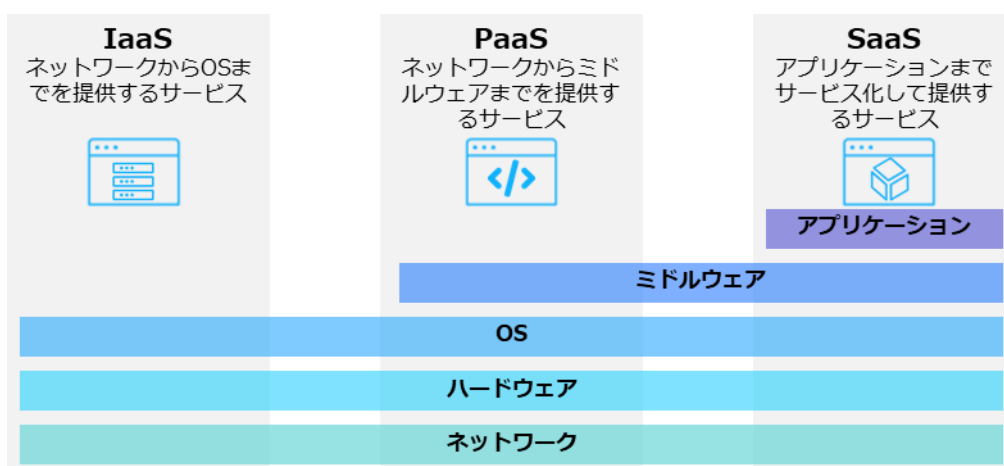 IaaS
ネットワークからOSま
でを提供するサービス
PaaS
ネットワークからミド
ルウェアまでを提供す
るサービス
SaaS
アプリケーションまで
サービス化して提供す
るサービス
</>
アプリケーション
ミドルウェア
OS
ハードウェア
ネットワーク